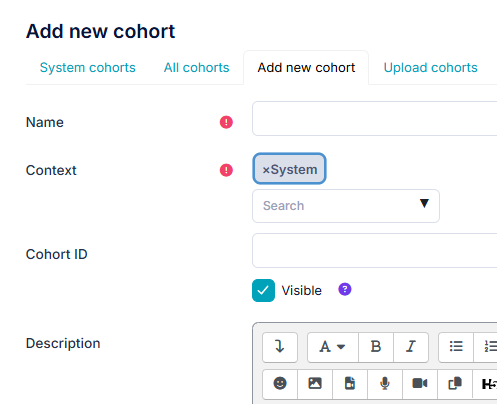 Add new cohort
System cohorts All cohorts Add new cohort Upload cohorts
Name
Context
×System
Search
Cohort ID
Visible
Description
A B I